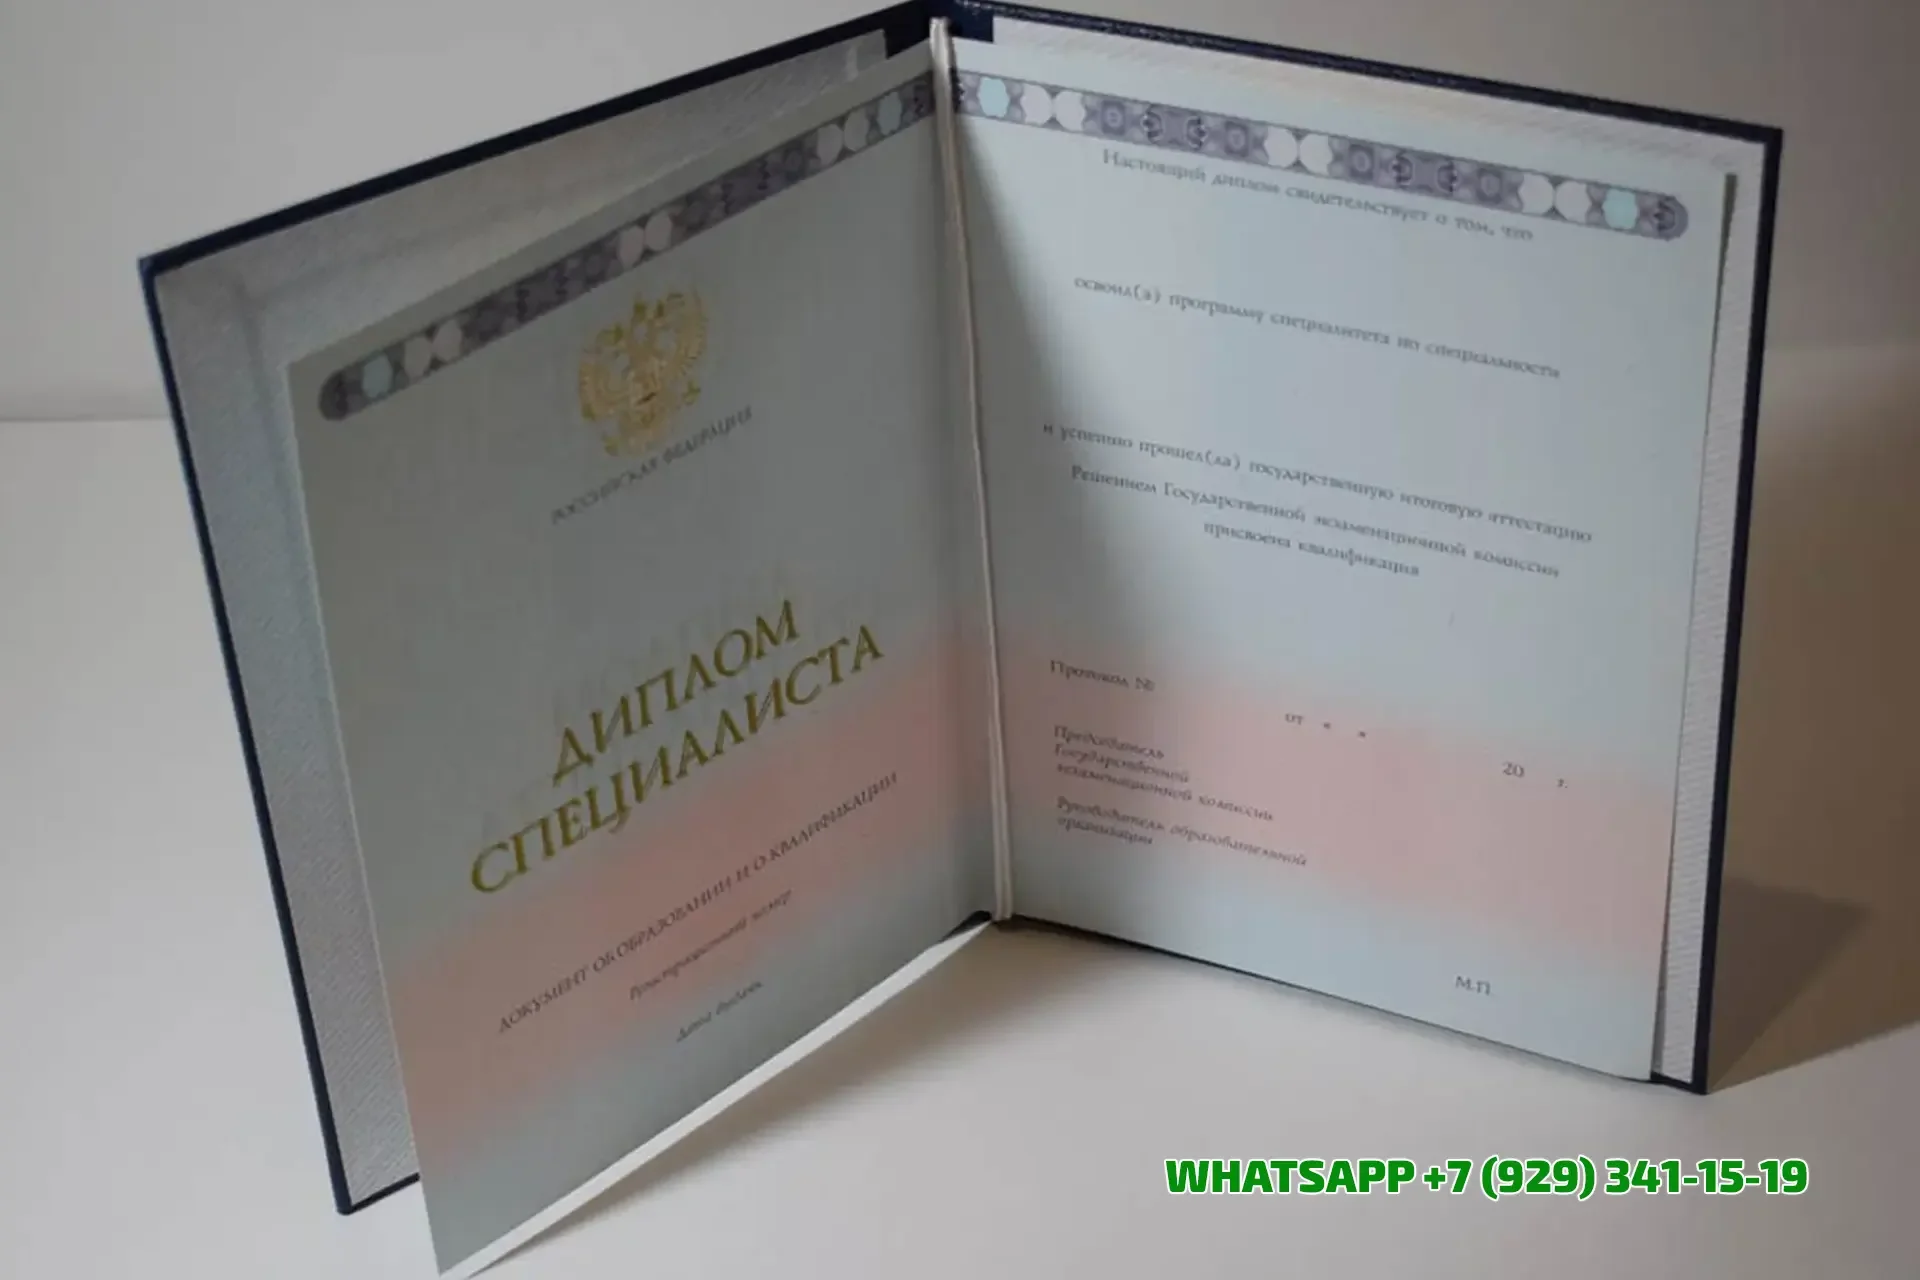 РОССИЙСКАЯ ФЕДЕРАЦИЯ
ДИПЛОМ
СПЕЦИАЛИСТА
ДОКУМЕНТ ОБ ОБРАЗОВАНИИ И О КВАЛИФИКАЦИИ
Регистрационный номер
Дата выдачи
Настоящий диплом свидетельствует о том, что
освоил(а) программу специалитета по специальности
и успешно прошел(ла) государственную итоговую аттестацию
Решением Государственной экзаменационной комиссии
присвоена квалификация
Протокол №
от « »
20 г.
Председатель
Государственной
экзаменационной комиссии
Руководитель образовательной
организации
М.П.
WHATSAPP +7 (929) 341-15-19